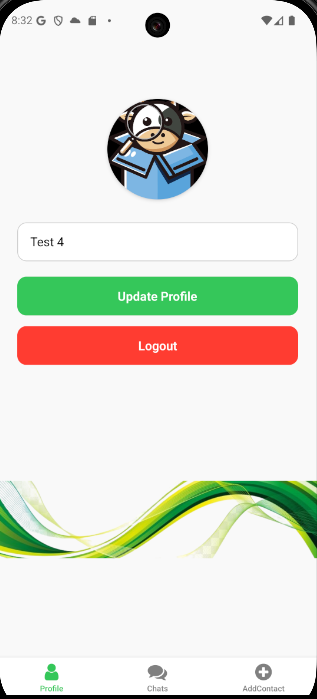 8:32
Test 4
Update Profile
Logout
Profile
Chats
AddContact